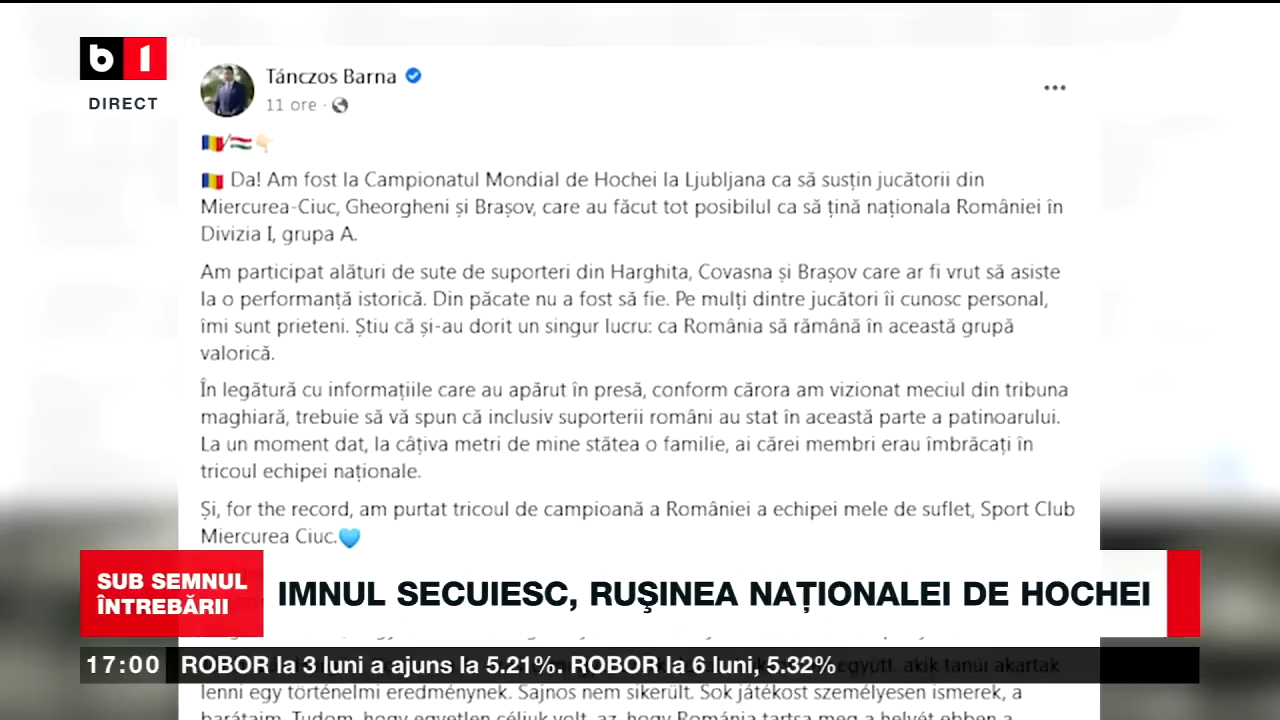 b1
DIRECT
Tánczos Barna
11 ore ·
Da! Am fost la Campionatul Mondial de Hochei la Ljubljana ca să susțin jucătorii din
Miercurea-Ciuc, Gheorgheni și Brașov, care au făcut tot posibilul ca să țină naționala României în
Divizia I, grupa A.
Am participat alături de sute de suporteri din Harghita, Covasna și Brașov care ar fi vrut să asiste
la o performanță istorică. Din păcate nu a fost să fie. Pe mulți dintre jucători îi cunosc personal,
îmi sunt prieteni. Știu că și-au dorit un singur lucru: ca România să rămână în această grupă
valorică.
În legătură cu informațiile care au apărut în presă, conform cărora am vizionat meciul din tribuna
maghiară, trebuie să vă spun că inclusiv suporterii români au stat în această parte a patinoarului.
La un moment dat, la câțiva metri de mine stătea o familie, ai cărei membri erau îmbrăcați în
tricoul echipei naționale.
Și, for the record, am purtat tricoul de campioană a României a echipei mele de suflet, Sport Club
Miercurea Ciuc.
SUB SEMNUL
ÎNTREBĂRII
IMNUL SECUIESC, RUŞINEA NAȚIONALEI DE HOCHEI
17:00 ROBOR la 3 luni a ajuns la 5.21%. ROBOR la 6 luni, 5.32%
együtt. akik tanúi akartak
lenni egy történelmi eredménynek. Sajnos nem sikerült. Sok játékost személyesen ismerek, a
barátaim. Tudom, hogy egyetlen céljuk volt, az, hogy Románia tartsa meg a helyét ebben a